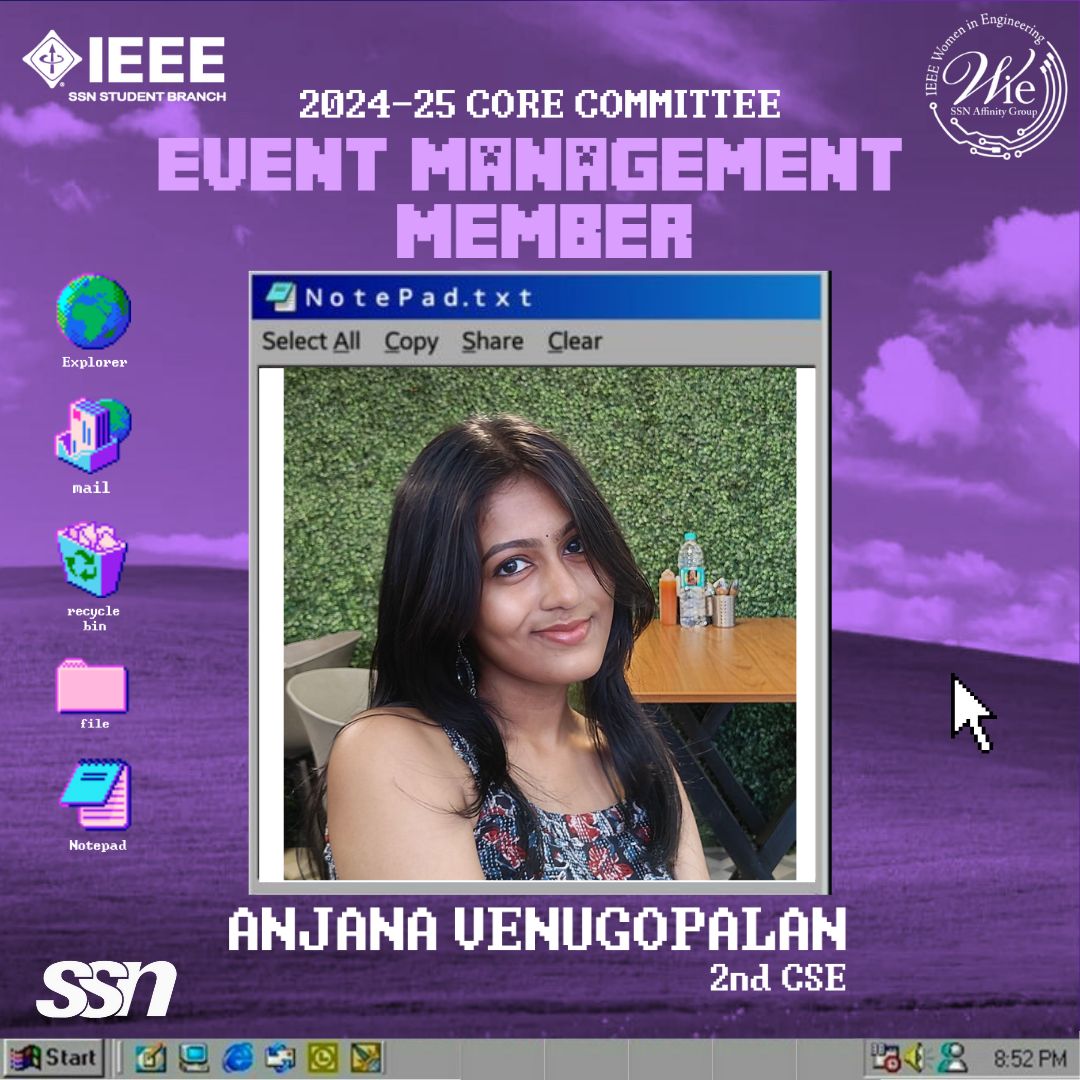 IEEE
SSN STUDENT BRANCH
IEEE Women in Engineering
WiE
SSN Affinity Group
2024-25 CORE COMMITTEE
EVENT MANAGEMENT
MEMBER
NotePad.txt
Select All Copy Share Clear
Explorer
mail
recycle
bin
file
Notepad
ANJANA VENUGOPALAN
2nd CSE
ssn
Start
8:52 PM